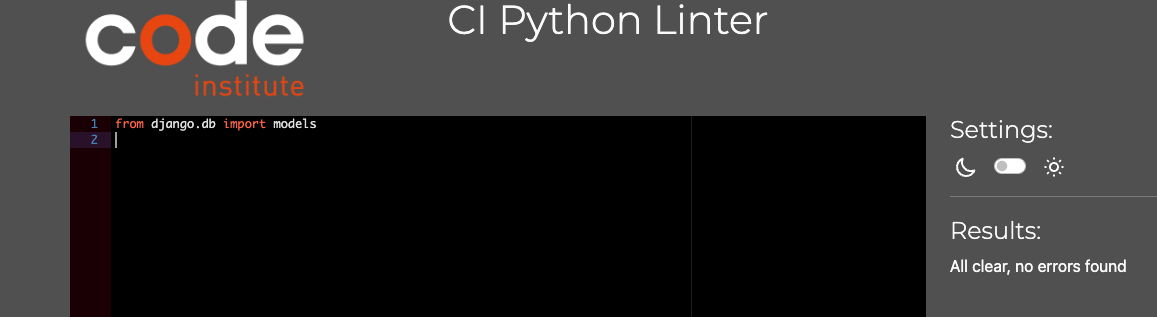 code
institute
CI Python Linter
1 from django.db import models
2
Settings:
Results:
All clear, no errors found